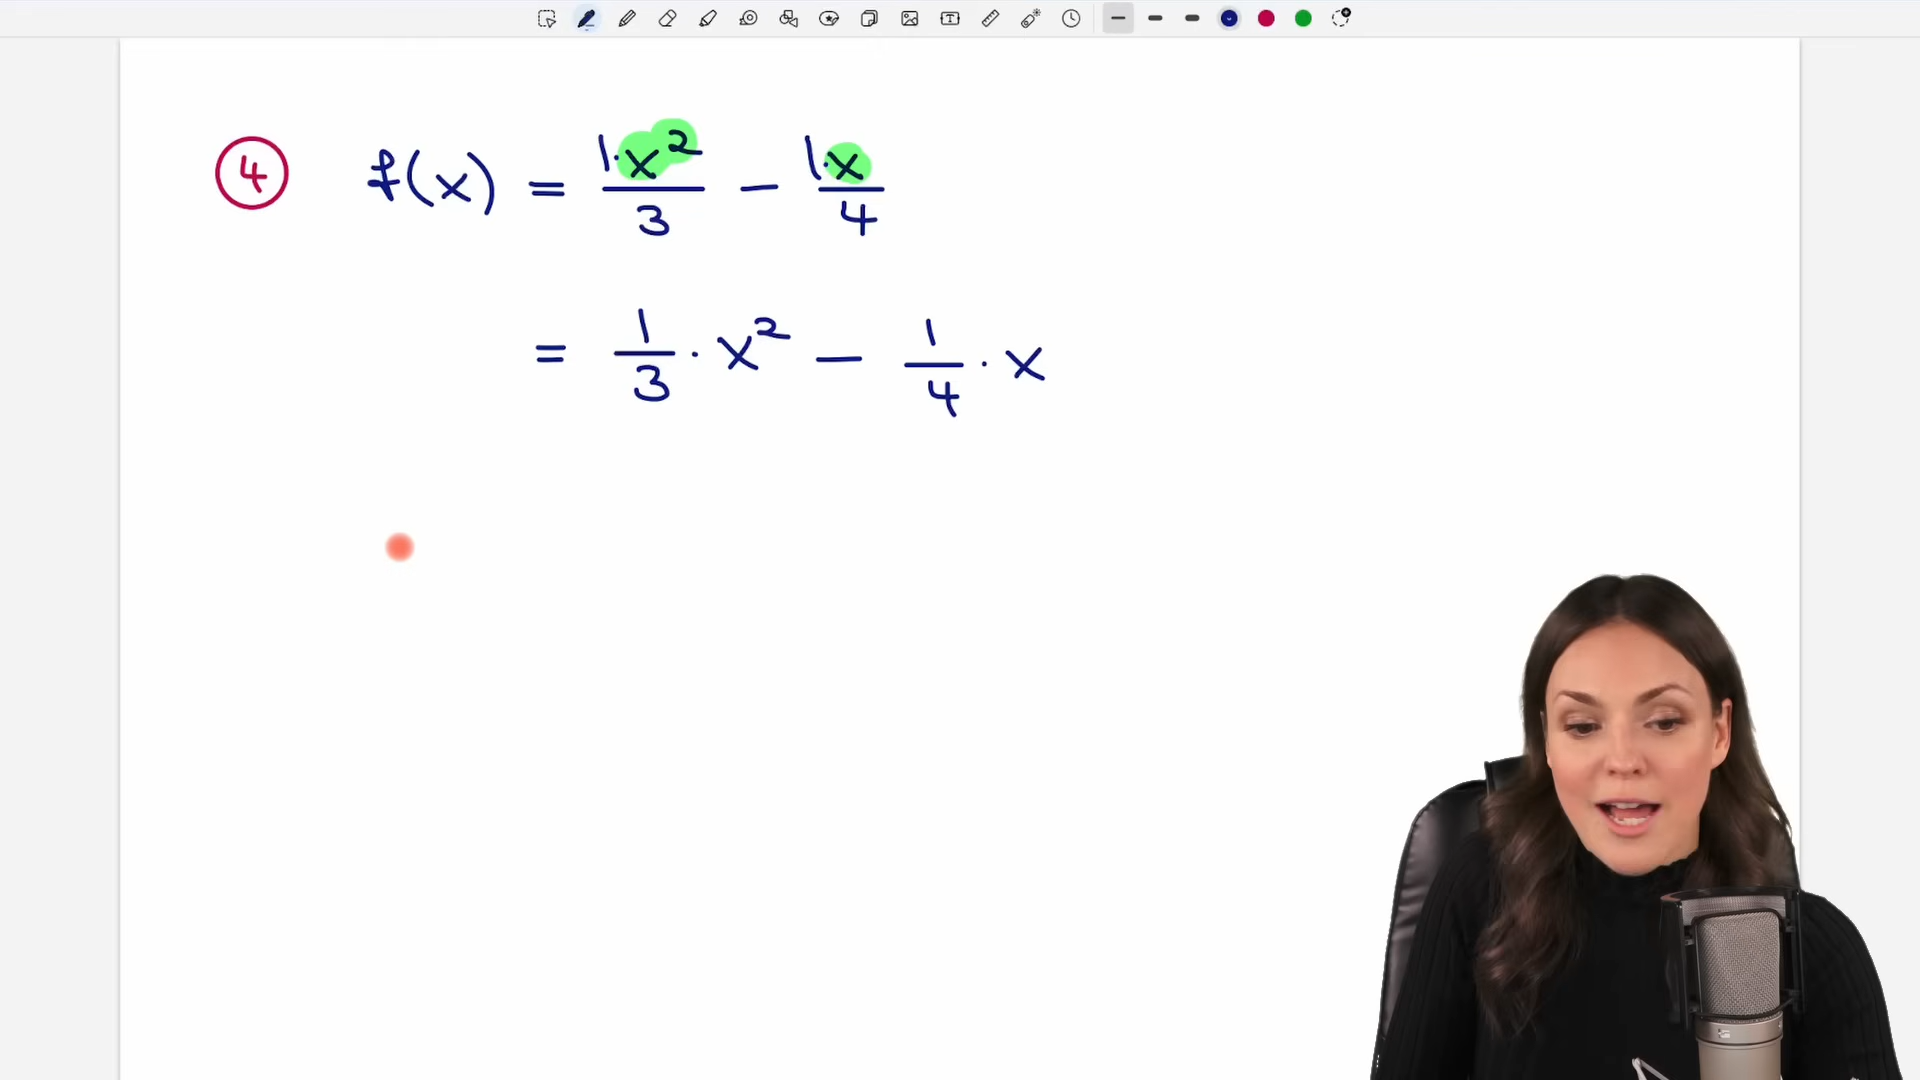 ④ f(x) = 1·x²/3 − 1·x/4
= 1/3 · x² − 1/4 · x